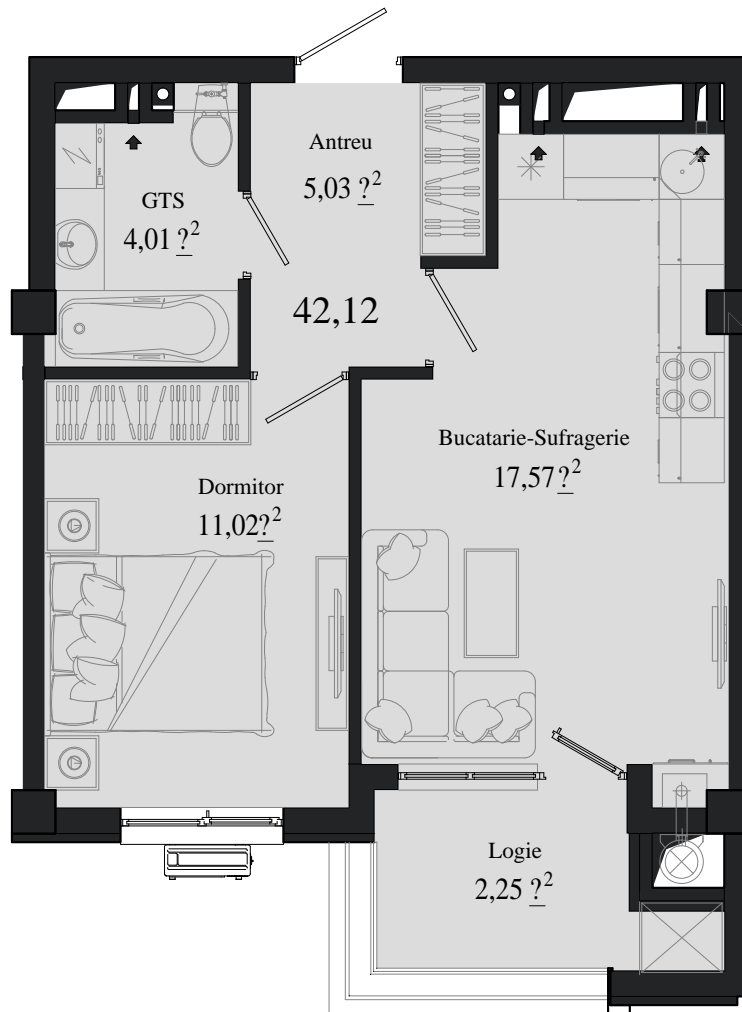 Antreu
5,03 ?²
GTS
4,01 ?²
42,12
Bucatarie-Sufragerie
17,57?²
Dormitor
11,02?²
Logie
2,25 ?²